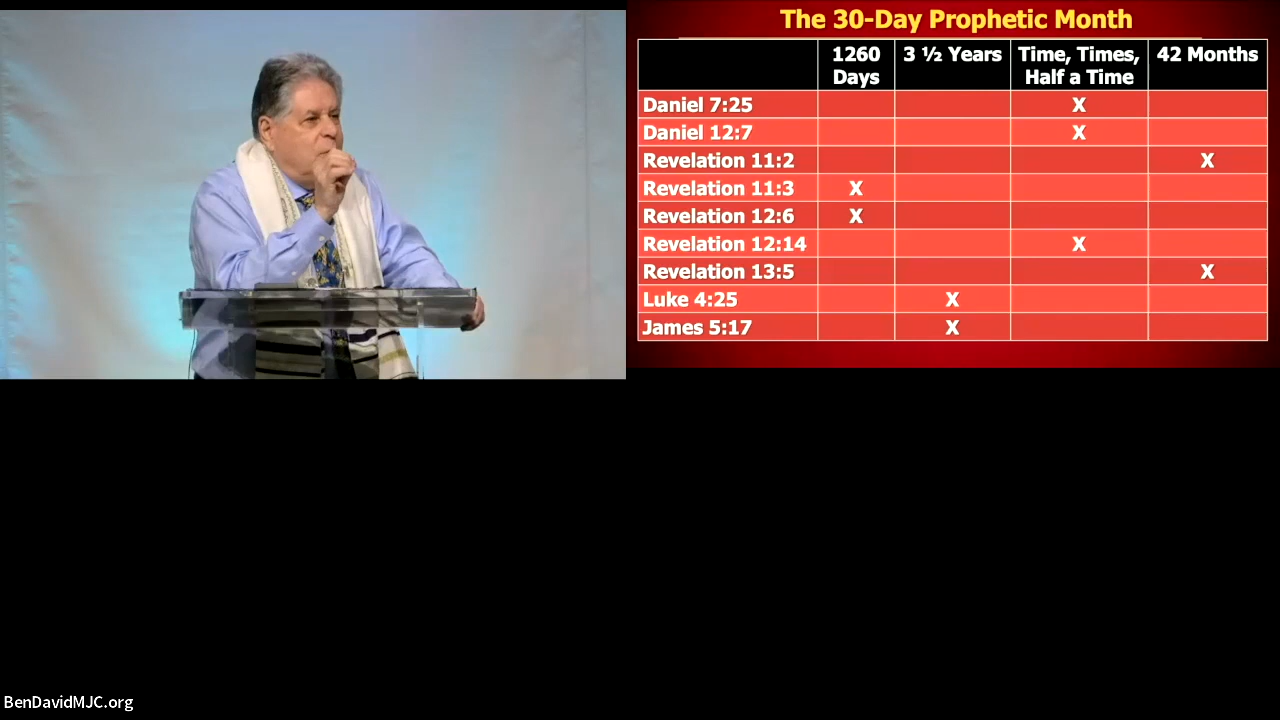 The 30-Day Prophetic Month
1260 Days 3 ½ Years Time, Times, Half a Time 42 Months
Daniel 7:25 X
Daniel 12:7 X
Revelation 11:2 X
Revelation 11:3 X
Revelation 12:6 X
Revelation 12:14 X
Revelation 13:5 X
Luke 4:25 X
James 5:17 X
BenDavidMJC.org